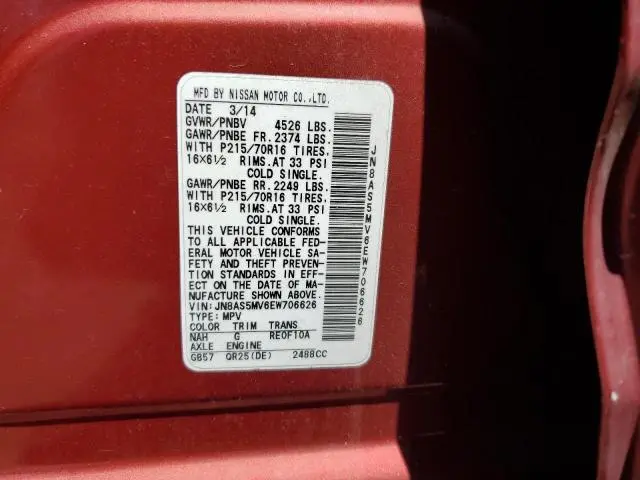 MFD BY NISSAN MOTOR CO.,LTD.
DATE 3/14
GVWR/PNBV 4526 LBS.
GAWR/PNBE FR. 2374 LBS.
WITH P215/70R16 TIRES.
16X6½ RIMS.AT 33 PSI
COLD SINGLE.
GAWR/PNBE RR. 2249 LBS.
WITH P215/70R16 TIRES.
16X6½ RIMS.AT 33 PSI
COLD SINGLE.
THIS VEHICLE CONFORMS
TO ALL APPLICABLE FED-
ERAL MOTOR VEHICLE SA-
FETY AND THEFT PREVEN-
TION STANDARDS IN EFF-
ECT ON THE DATE OF MA-
NUFACTURE SHOWN ABOVE.
VIN: JN8AS5MV6EW706626
TYPE: MPV
COLOR TRIM TRANS
NAH G RE0F10A
AXLE ENGINE
GB57 QR25(DE) 2488CC
JN8AS5MV6EW706626